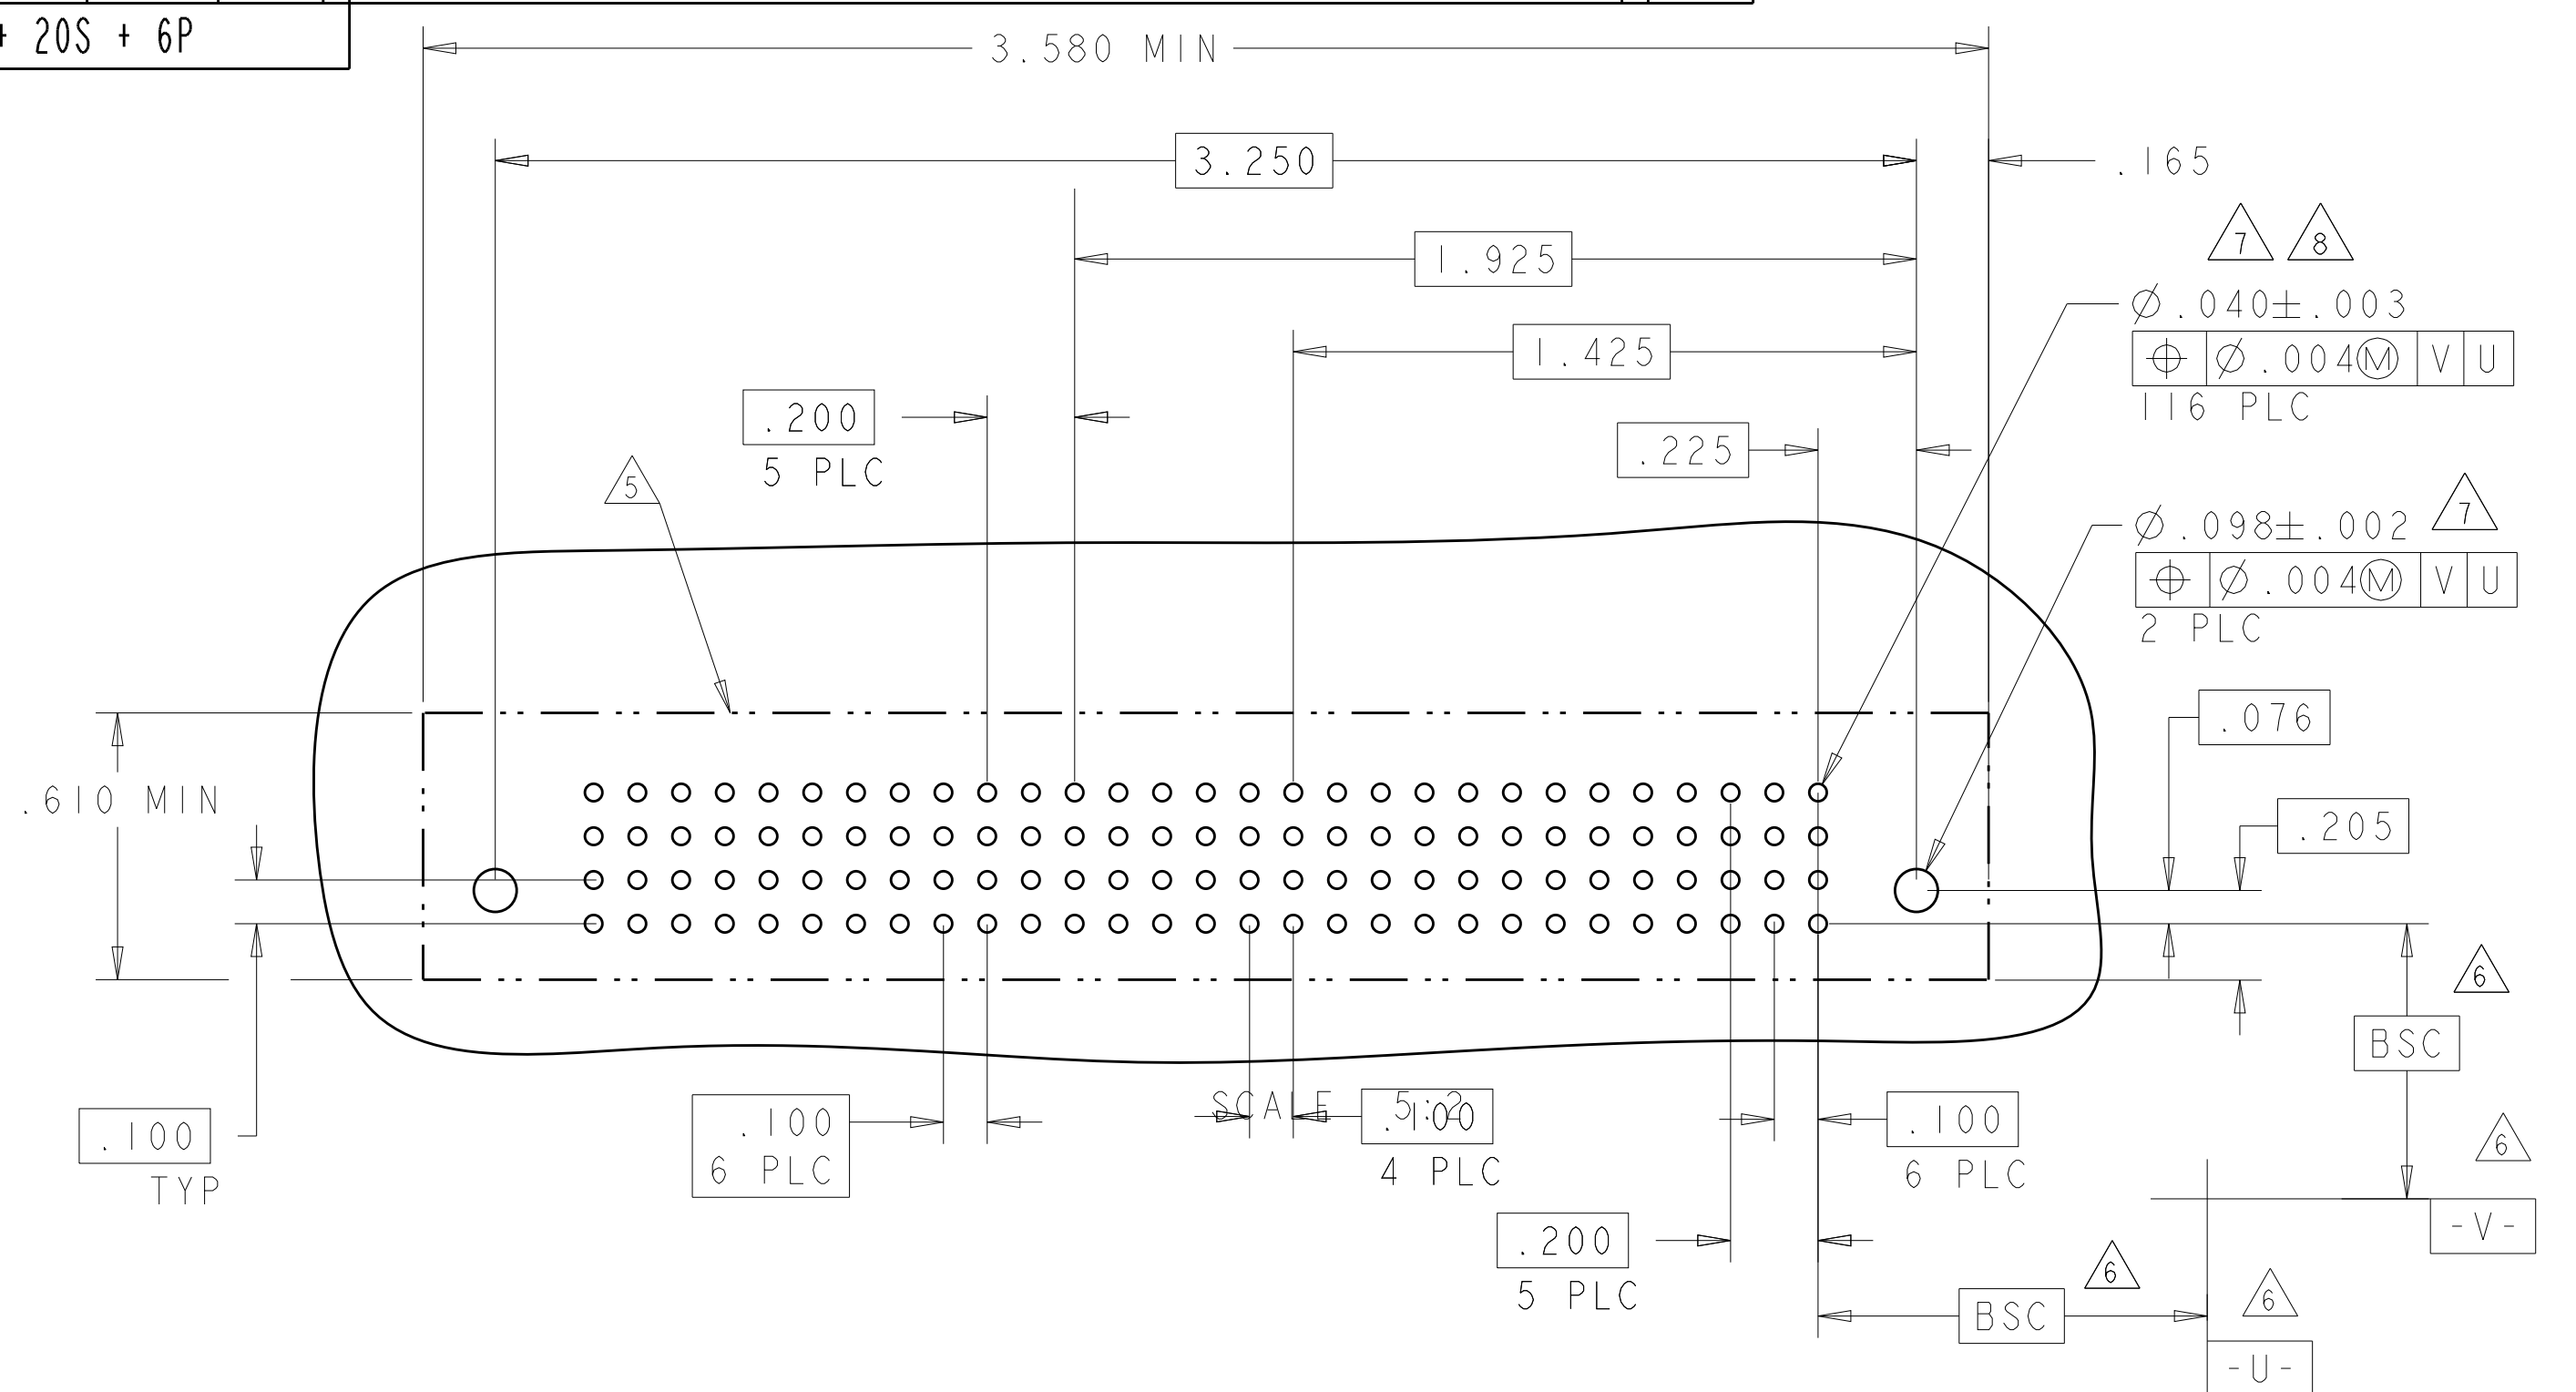 + 20S + 6P
3.580 MIN
3.250
.165
1.925
7 8
Ø.040±.003
⌖ Ø.004Ⓜ V U
116 PLC
1.425
.200
5 PLC
.225
5
Ø.098±.002 7
⌖ Ø.004Ⓜ V U
2 PLC
.076
.610 MIN
.205
6
BSC
SCALE 5:2
.100
TYP
.100
6 PLC
.100
4 PLC
.100
6 PLC
6
-V-
.200
5 PLC
6
BSC
6
-U-